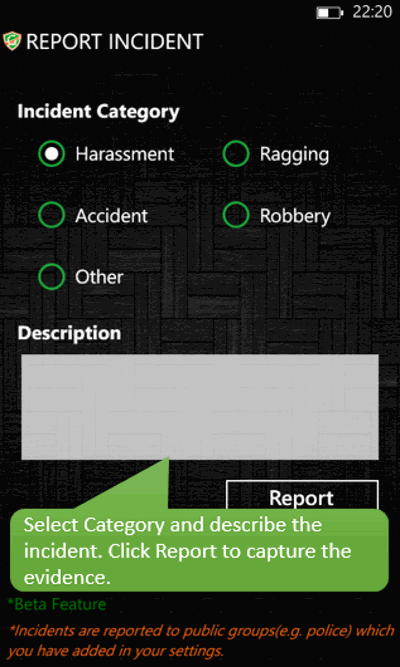 22:20
REPORT INCIDENT
Incident Category
Harassment Ragging
Accident Robbery
Other
Description
Report
Select Category and describe the
incident. Click Report to capture the
evidence.
*Beta Feature
*Incidents are reported to public groups(e.g. police) which
you have added in your settings.